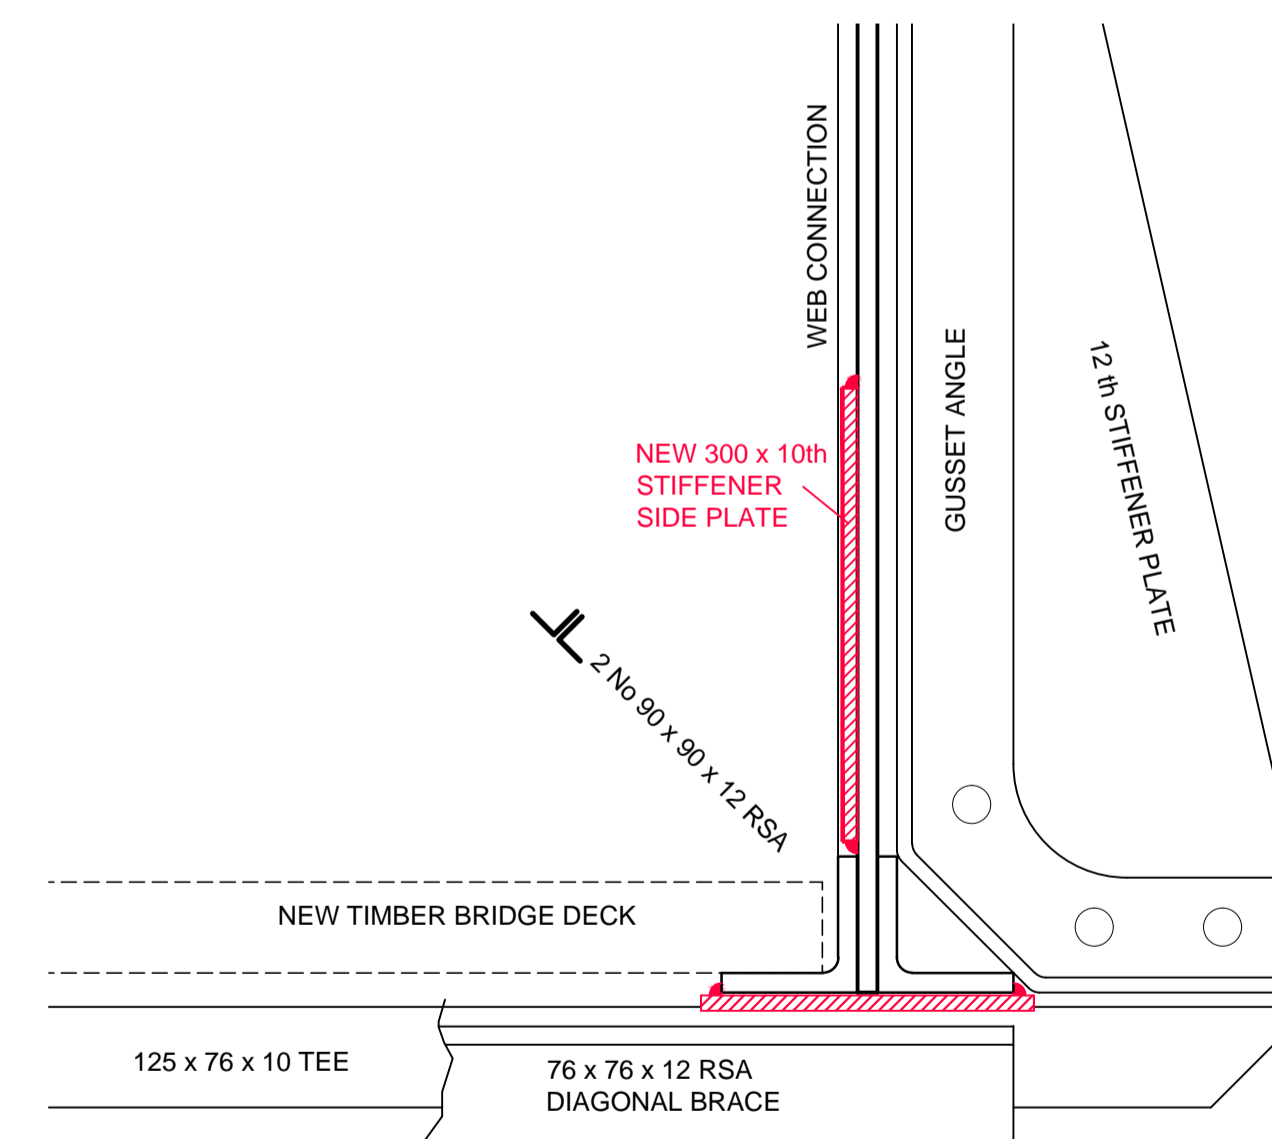 WEB CONNECTION
GUSSET ANGLE
12 th STIFFENER PLATE
NEW 300 x 10th
STIFFENER
SIDE PLATE
2 No 90 x 90 x 12 RSA
NEW TIMBER BRIDGE DECK
125 x 76 x 10 TEE
76 x 76 x 12 RSA
DIAGONAL BRACE